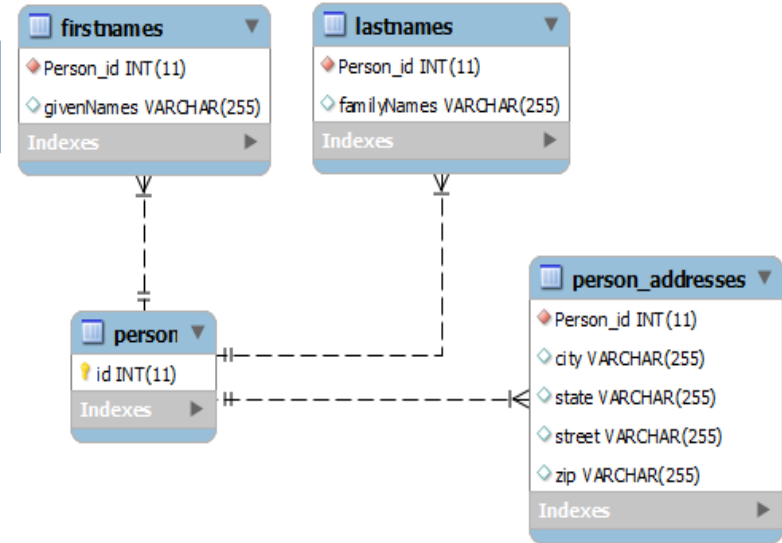 firstnames
Person_id INT(11)
givenNames VARCHAR(255)
Indexes
lastnames
Person_id INT(11)
familyNames VARCHAR(255)
Indexes
person
id INT(11)
Indexes
person_addresses
Person_id INT(11)
city VARCHAR(255)
state VARCHAR(255)
street VARCHAR(255)
zip VARCHAR(255)
Indexes